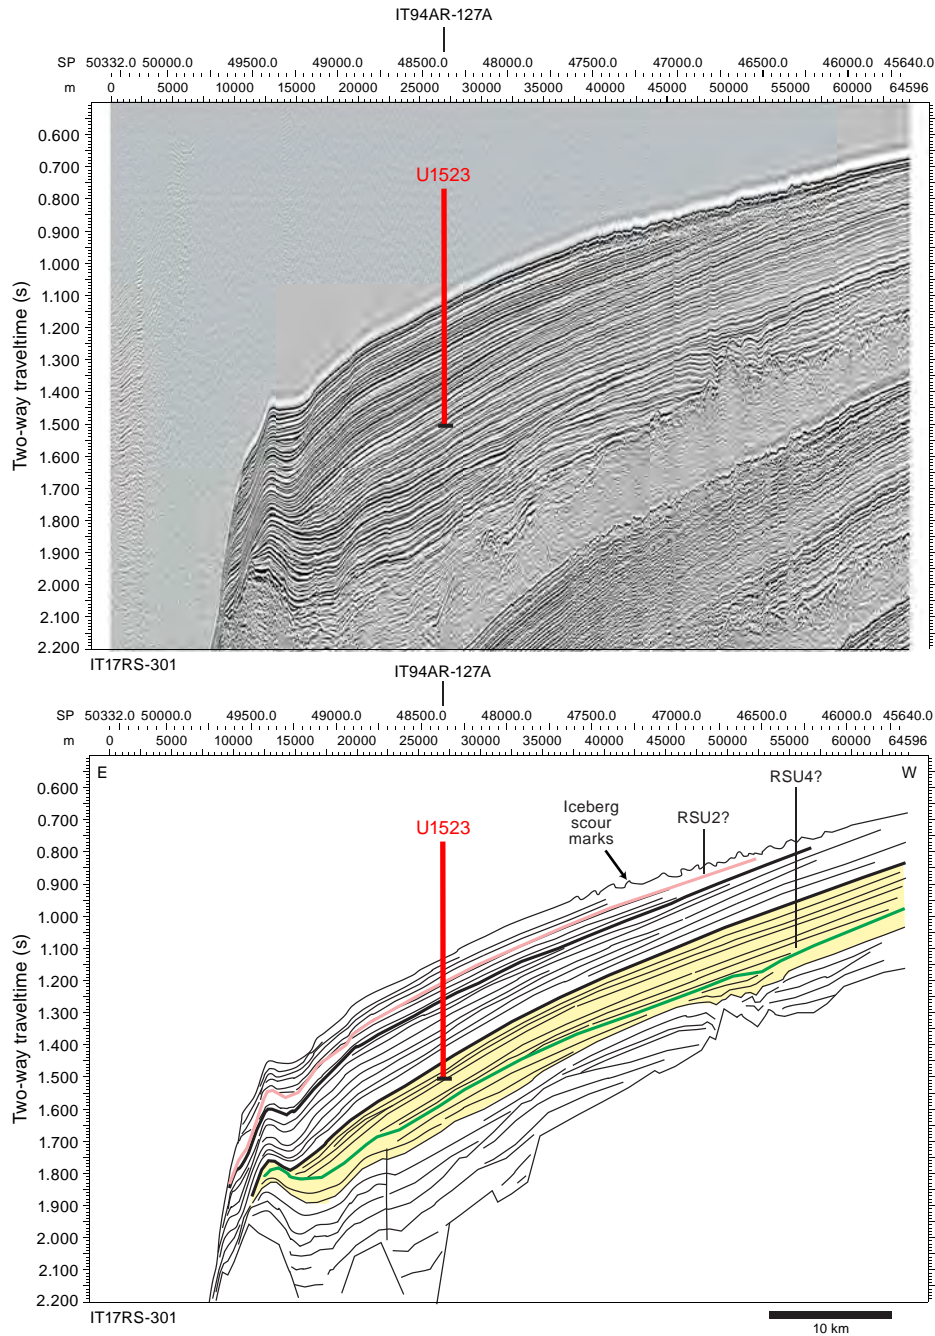 IT94AR-127A
SP 50332.0 50000.0 49500.0 49000.0 48500.0 48000.0 47500.0 47000.0 46500.0 46000.0 45640.0
m 0 5000 10000 15000 20000 25000 30000 35000 40000 45000 50000 55000 60000 64596
Two-way traveltime (s)
0.600
0.700
U1523
0.800
0.900
1.000
1.100
1.200
1.300
1.400
1.500
1.600
1.700
1.800
1.900
2.000
2.100
2.200
IT17RS-301
IT94AR-127A
SP 50332.0 50000.0 49500.0 49000.0 48500.0 48000.0 47500.0 47000.0 46500.0 46000.0 45640.0
m 0 5000 10000 15000 20000 25000 30000 35000 40000 45000 50000 55000 60000 64596
E
W
RSU4?
Two-way traveltime (s)
0.600
0.700
Iceberg
scour
marks
RSU2?
U1523
0.800
0.900
1.000
1.100
1.200
1.300
1.400
1.500
1.600
1.700
1.800
1.900
2.000
2.100
2.200
IT17RS-301
10 km